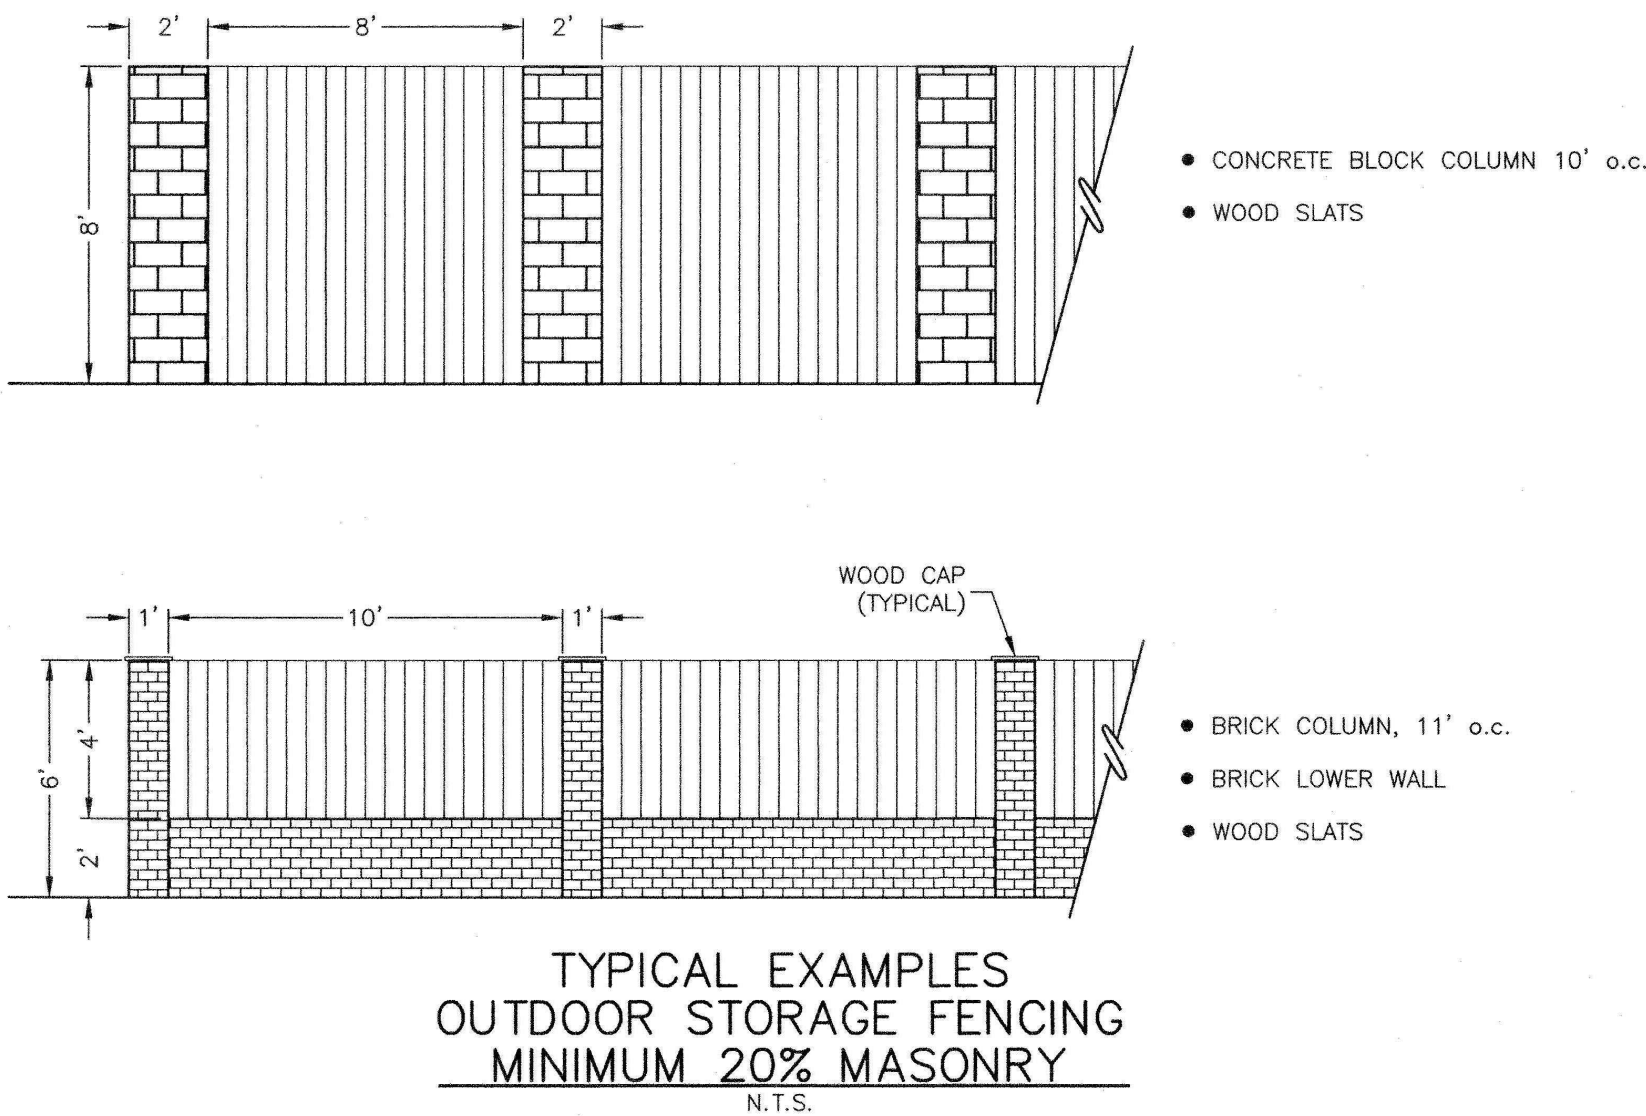 2' 8' 2'
8'
● CONCRETE BLOCK COLUMN 10' o.c.
● WOOD SLATS
WOOD CAP
(TYPICAL)
1' 10' 1'
6'
4'
2'
● BRICK COLUMN, 11' o.c.
● BRICK LOWER WALL
● WOOD SLATS
TYPICAL EXAMPLES
OUTDOOR STORAGE FENCING
MINIMUM 20% MASONRY
N.T.S.